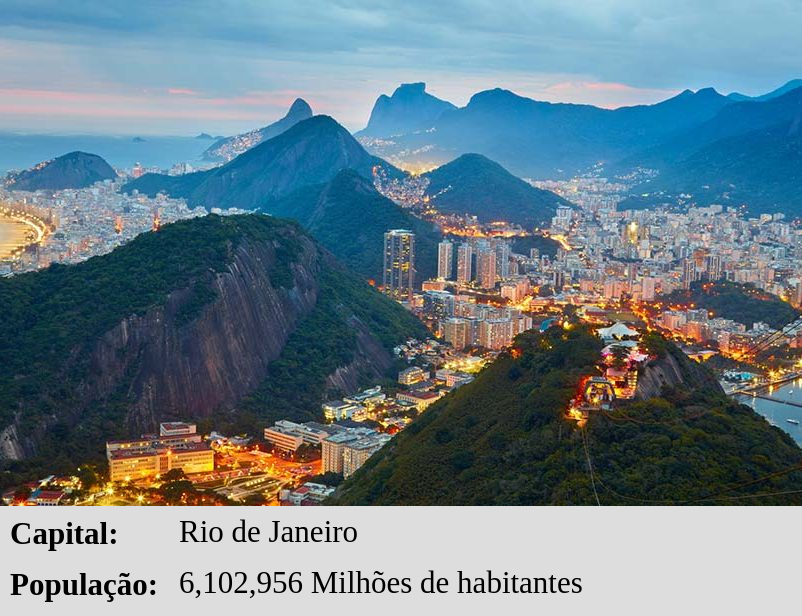 Capital: Rio de Janeiro
População: 6,102,956 Milhões de habitantes